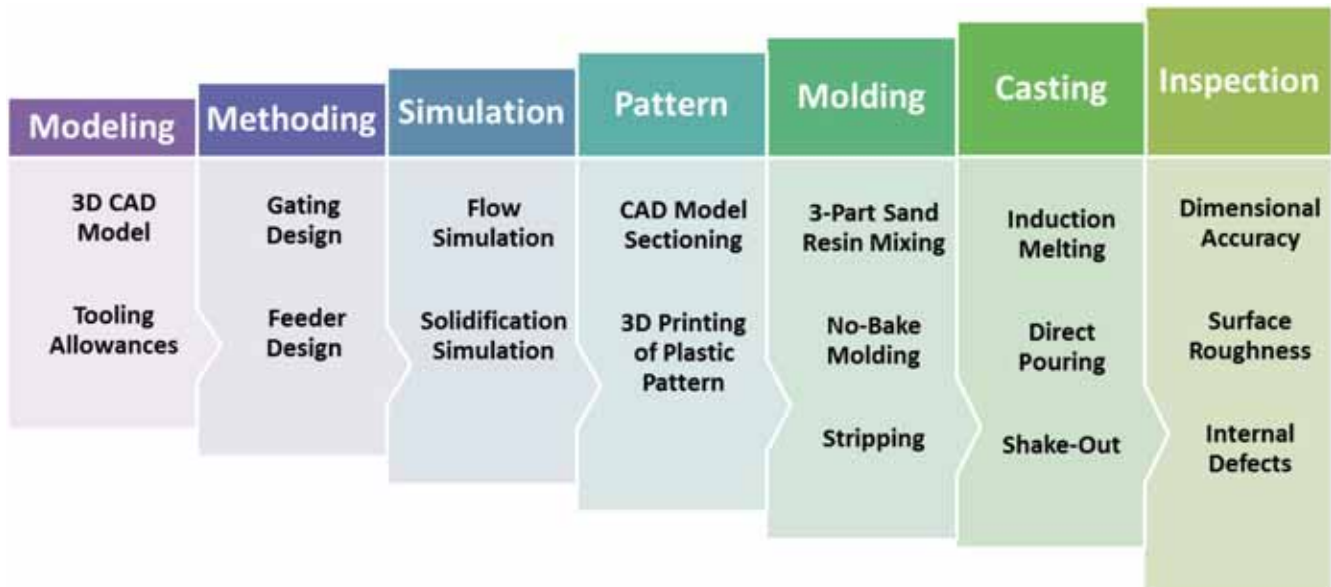 Modeling
3D CAD
Model
Tooling
Allowances
Methoding
Gating
Design
Feeder
Design
Simulation
Flow
Simulation
Solidification
Simulation
Pattern
CAD Model
Sectioning
3D Printing
of Plastic
Pattern
Molding
3-Part Sand
Resin Mixing
No-Bake
Molding
Stripping
Casting
Induction
Melting
Direct
Pouring
Shake-Out
Inspection
Dimensional
Accuracy
Surface
Roughness
Internal
Defects